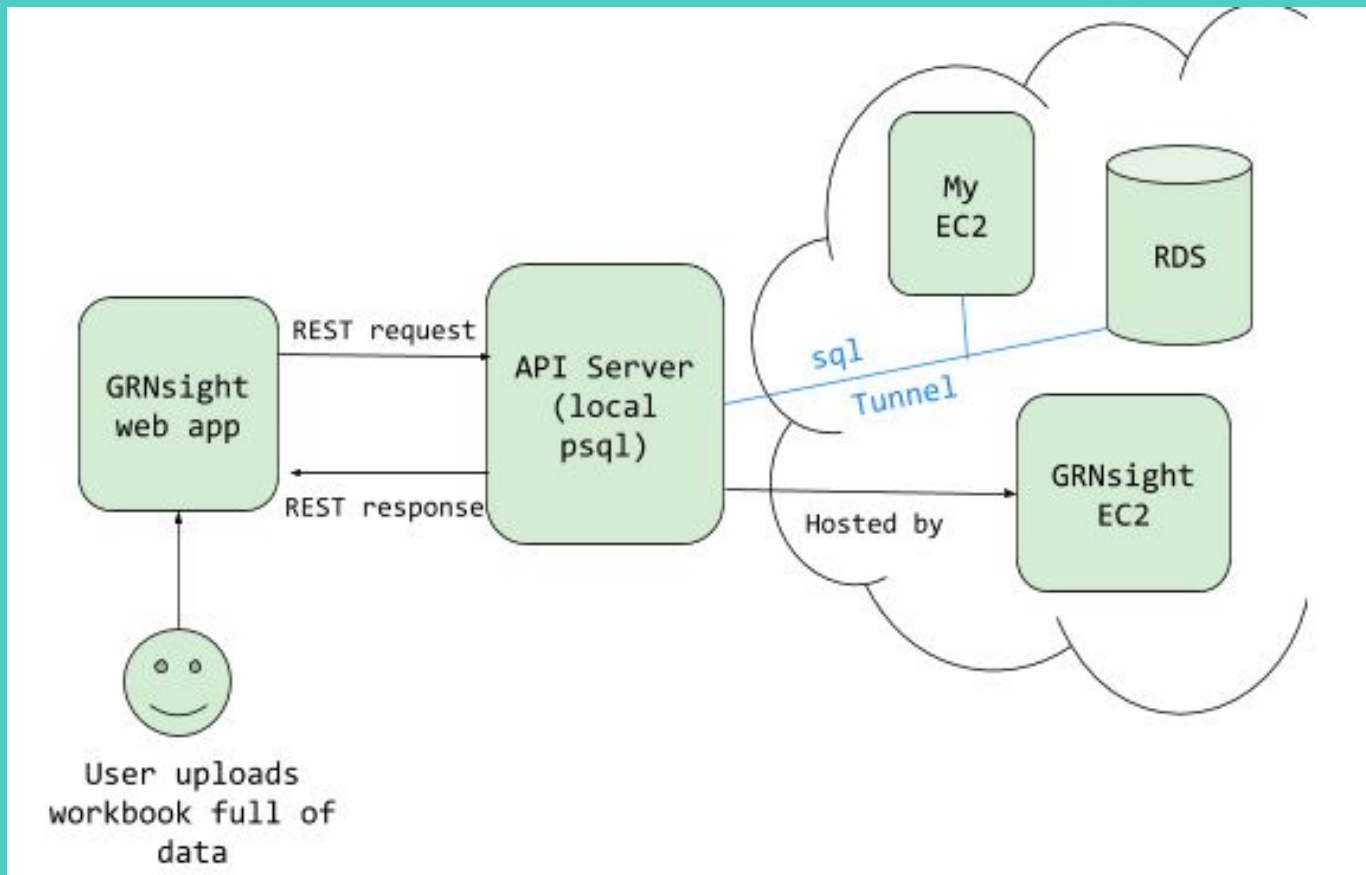 My
EC2
RDS
REST request
API Server
(local
psql)
GRNsight
web app
sql
Tunnel
REST response
GRNsight
EC2
Hosted by
User uploads
workbook full of
data